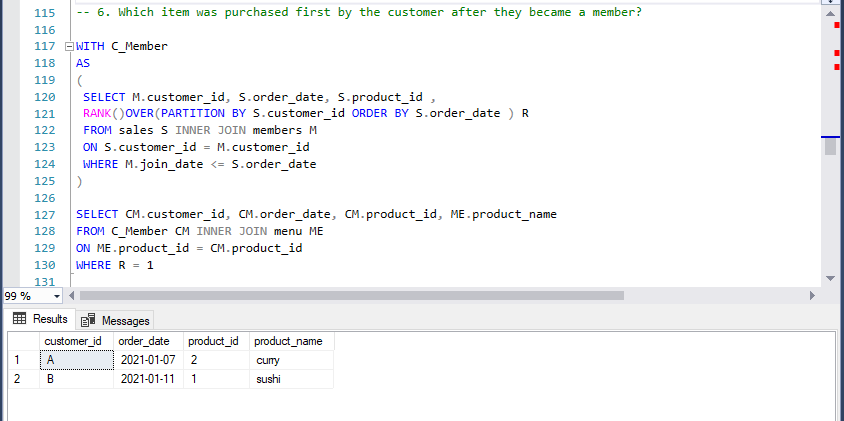 115 -- 6. Which item was purchased first by the customer after they became a member?
116
117 WITH C_Member
118 AS
119 (
120 SELECT M.customer_id, S.order_date, S.product_id ,
121 RANK()OVER(PARTITION BY S.customer_id ORDER BY S.order_date ) R
122 FROM sales S INNER JOIN members M
123 ON S.customer_id = M.customer_id
124 WHERE M.join_date <= S.order_date
125 )
126
127 SELECT CM.customer_id, CM.order_date, CM.product_id, ME.product_name
128 FROM C_Member CM INNER JOIN menu ME
129 ON ME.product_id = CM.product_id
130 WHERE R = 1
131
99 %
Results Messages
customer_id order_date product_id product_name
1 A 2021-01-07 2 curry
2 B 2021-01-11 1 sushi